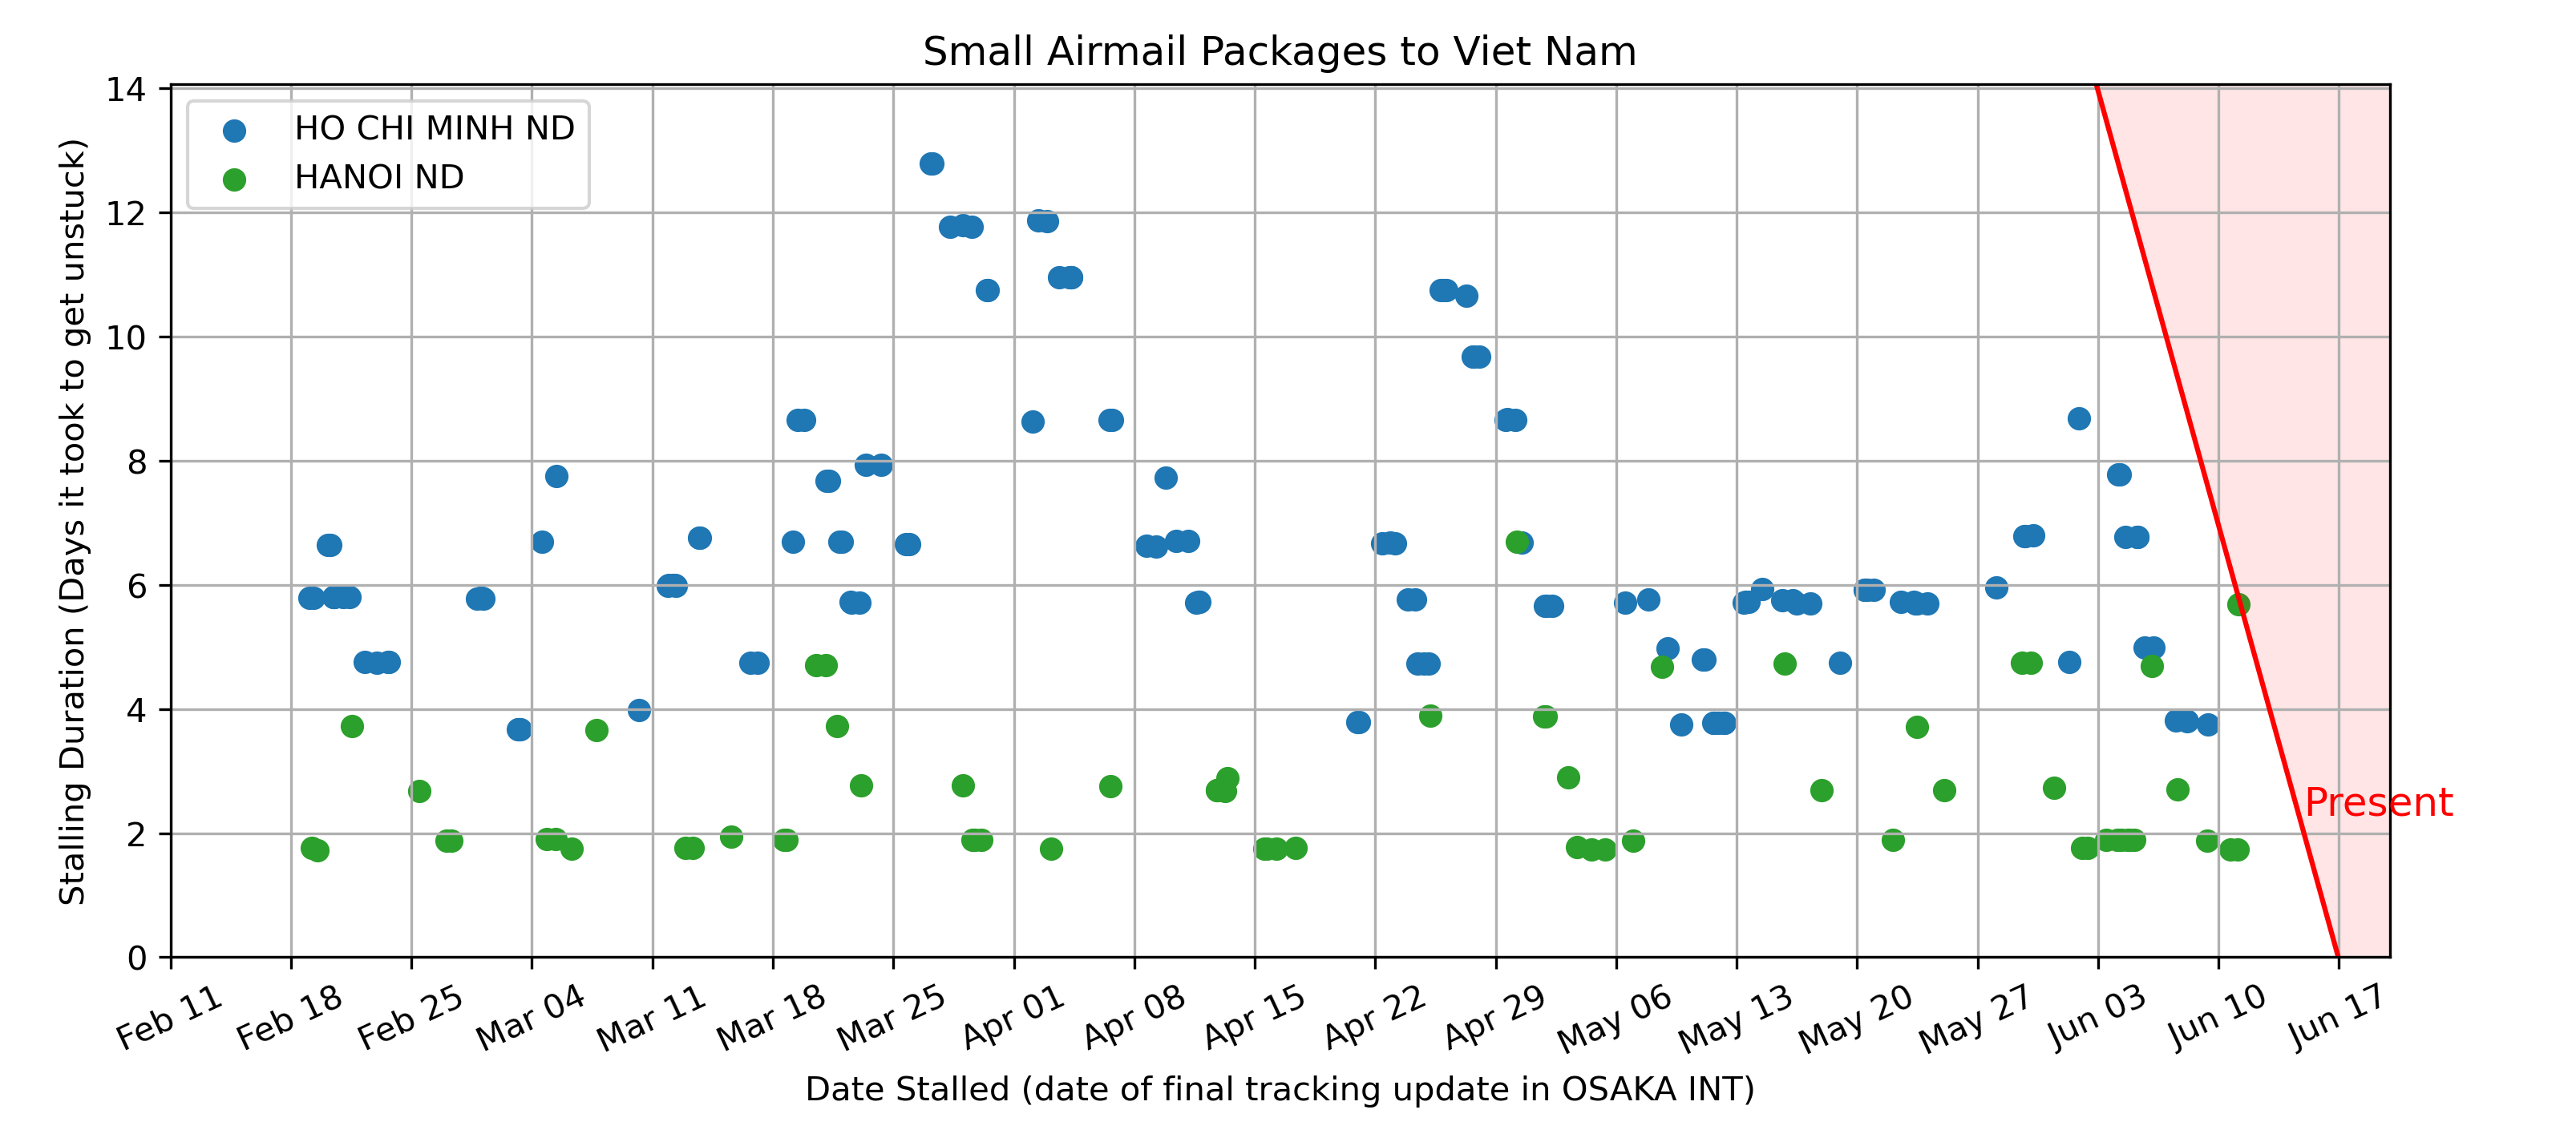 Small Airmail Packages to Viet Nam
Stalling Duration (Days it took to get unstuck)
14
12
10
8
6
4
2
0
HO CHI MINH ND
HANOI ND
Present
Feb 11
Feb 18
Feb 25
Mar 04
Mar 11
Mar 18
Mar 25
Apr 01
Apr 08
Apr 15
Apr 22
Apr 29
May 06
May 13
May 20
May 27
Jun 03
Jun 10
Jun 17
Date Stalled (date of final tracking update in OSAKA INT)